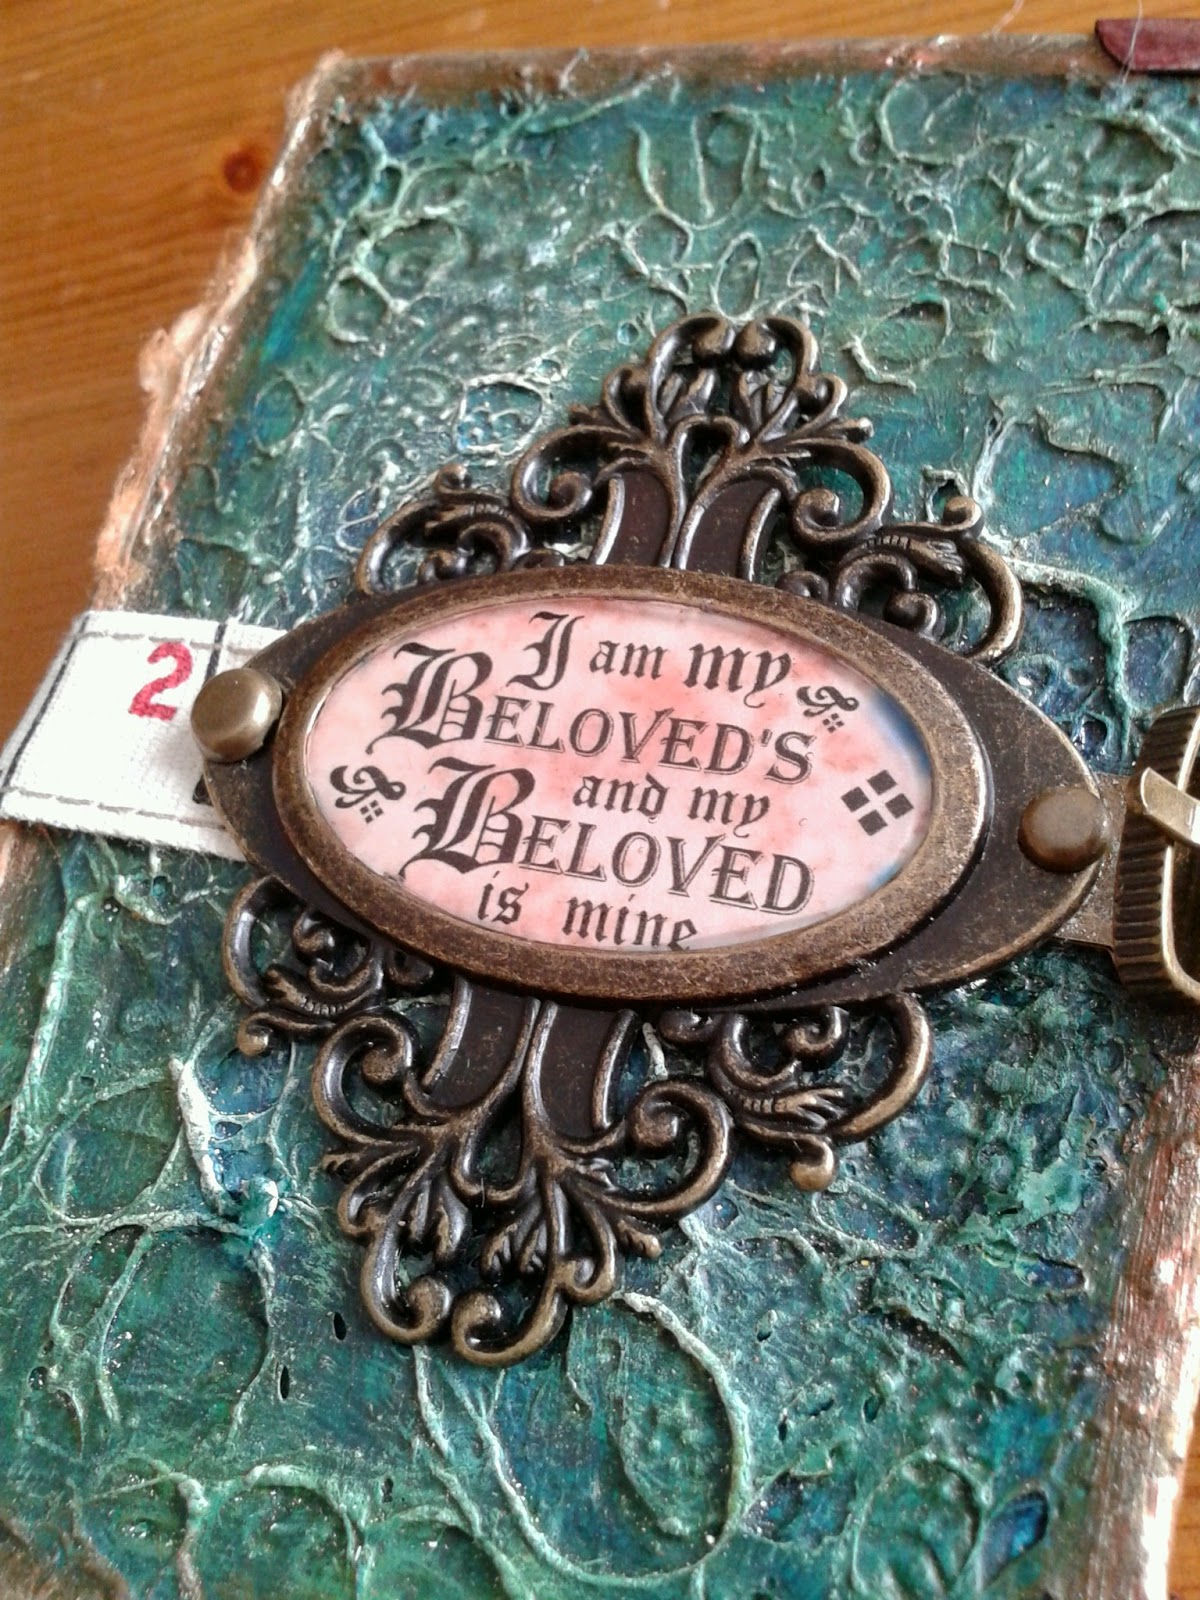 2
I am my
BELOVED'S
and my
BELOVED
is mine